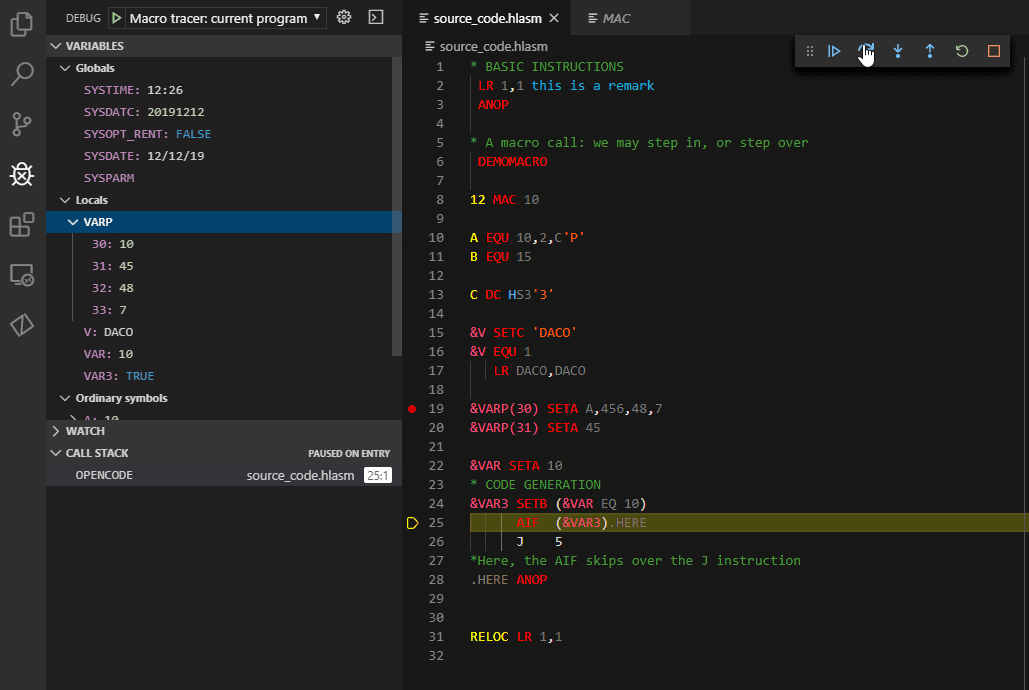 DEBUG Macro tracer: current program
VARIABLES
Globals
SYSTIME: 12:26
SYSDATC: 20191212
SYSOPT_RENT: FALSE
SYSDATE: 12/12/19
SYSPARM
Locals
VARP
30: 10
31: 45
32: 48
33: 7
V: DACO
VAR: 10
VAR3: TRUE
Ordinary symbols
A: 10
WATCH
CALL STACK PAUSED ON ENTRY
OPENCODE source_code.hlasm 25:1
source_code.hlasm MAC
source_code.hlasm
1 * BASIC INSTRUCTIONS
2 LR 1,1 this is a remark
3 ANOP
4
5 * A macro call: we may step in, or step over
6 DEMOMACRO
7
8 12 MAC 10
9
10 A EQU 10,2,C'P'
11 B EQU 15
12
13 C DC HS3'3'
14
15 &V SETC 'DACO'
16 &V EQU 1
17 LR DACO,DACO
18
19 &VARP(30) SETA A,456,48,7
20 &VARP(31) SETA 45
21
22 &VAR SETA 10
23 * CODE GENERATION
24 &VAR3 SETB (&VAR EQ 10)
25 AIF (&VAR3).HERE
26 J 5
27 *Here, the AIF skips over the J instruction
28 .HERE ANOP
29
30
31 RELOC LR 1,1
32